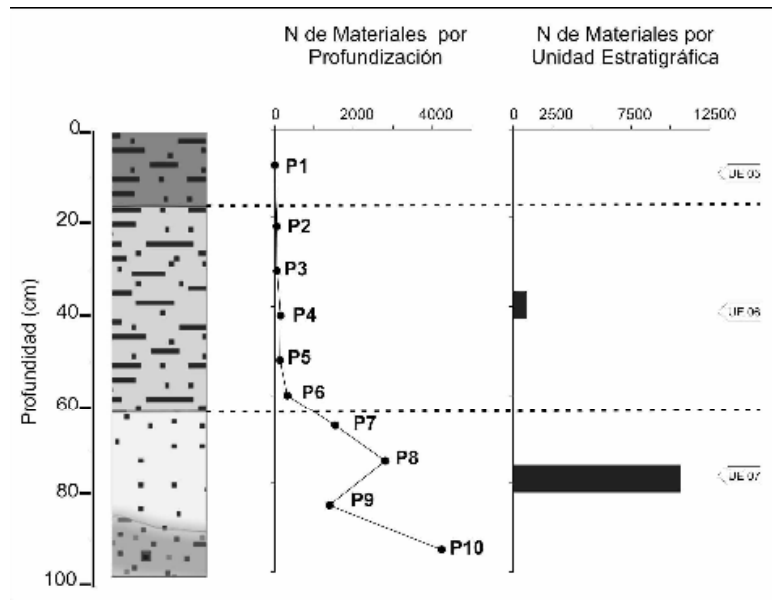 N de Materiales por
Profundización
N de Materiales por
Unidad Estratigráfica
0 2000 4000
0 2500 7500 12500
Profundidad (cm)
0
20
40
60
80
100
P1
P2
P3
P4
P5
P6
P7
P8
P9
P10
UE 05
UE 06
UE 07